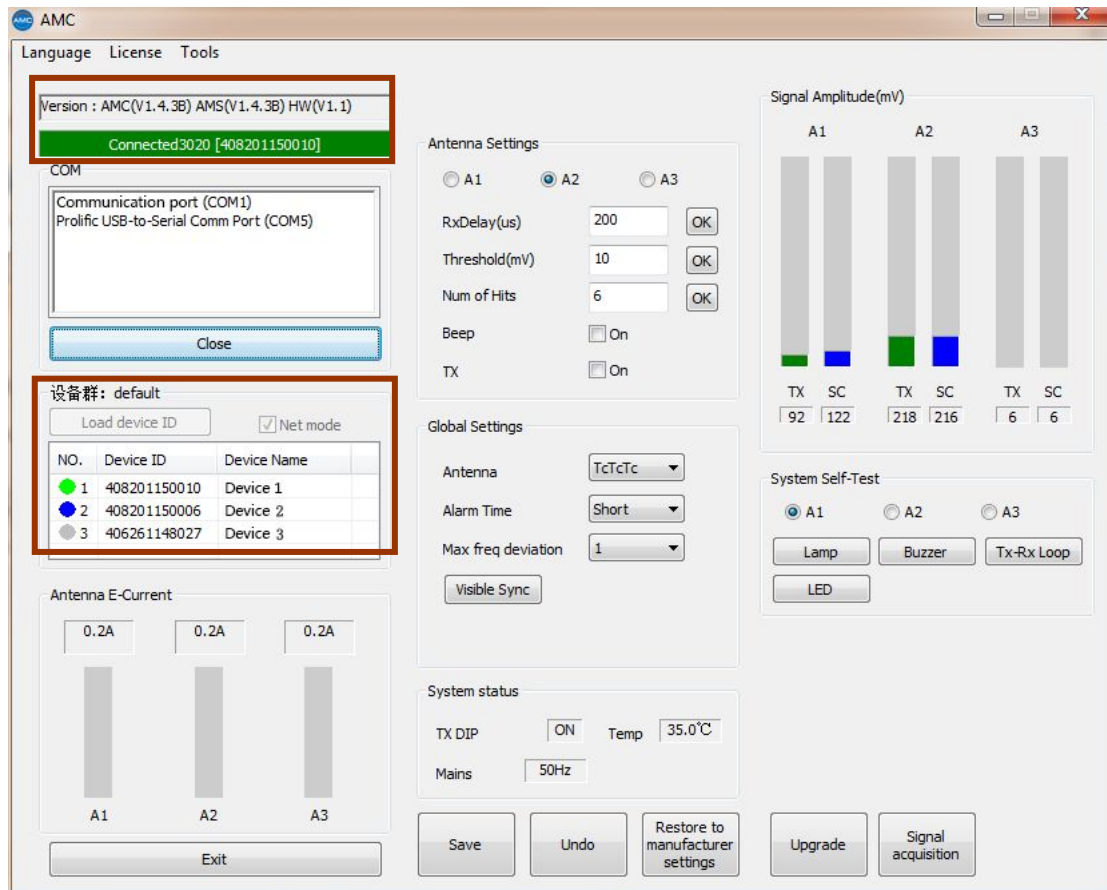 AMC
Language License Tools
Version : AMC(V1.4.3B) AMS(V1.4.3B) HW(V1.1)
Connected3020 [408201150010]
COM
Communication port (COM1)
Prolific USB-to-Serial Comm Port (COM5)
Close
设备群: default
Load device ID Net mode
NO. Device ID Device Name
1 408201150010 Device 1
2 408201150006 Device 2
3 406261148027 Device 3
Antenna E-Current
0.2A 0.2A 0.2A
A1 A2 A3
Exit
Antenna Settings
A1 A2 A3
RxDelay(us) 200 OK
Threshold(mV) 10 OK
Num of Hits 6 OK
Beep On
TX On
Global Settings
Antenna TcTcTc
Alarm Time Short
Max freq deviation 1
Visible Sync
System status
TX DIP ON Temp 35.0℃
Mains 50Hz
Save Undo Restore to
manufacturer
settings
Signal Amplitude(mV)
A1 A2 A3
TX SC TX SC TX SC
92 122 218 216 6 6
System Self-Test
A1 A2 A3
Lamp Buzzer Tx-Rx Loop
LED
Upgrade Signal
acquisition